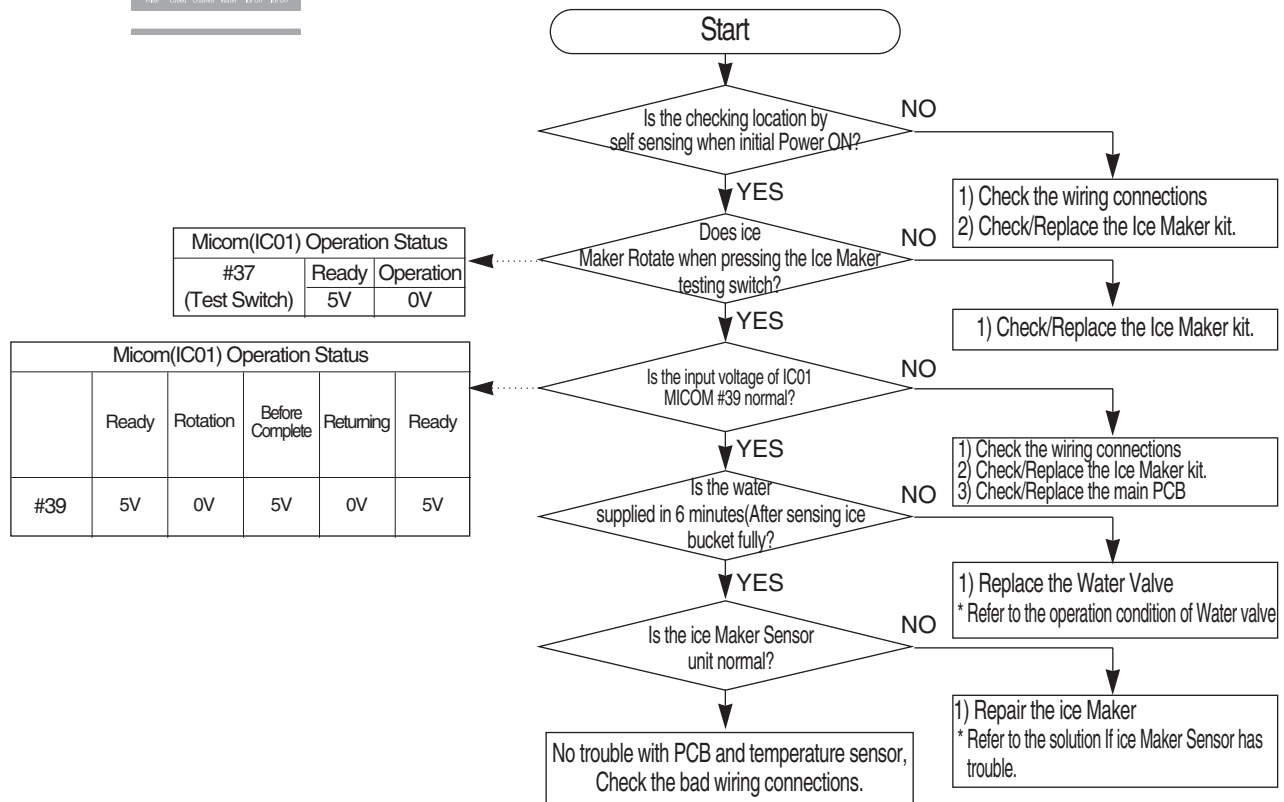 Filter Cubed Crushed Water Ice Off Ice Off
Start
Is the checking location by
self sensing when initial Power ON?
NO
1) Check the wiring connections
2) Check/Replace the Ice Maker kit.
YES
Does ice
Maker Rotate when pressing the Ice Maker
testing switch?
NO
1) Check/Replace the Ice Maker kit.
Micom(IC01) Operation Status
#37 Ready Operation
(Test Switch) 5V 0V
YES
Is the input voltage of IC01
MICOM #39 normal?
NO
1) Check the wiring connections
2) Check/Replace the Ice Maker kit.
3) Check/Replace the main PCB
Micom(IC01) Operation Status
Ready Rotation Before Complete Returning Ready
#39 5V 0V 5V 0V 5V
YES
Is the water
supplied in 6 minutes(After sensing ice
bucket fully?
NO
1) Replace the Water Valve
* Refer to the operation condition of Water valve
YES
Is the ice Maker Sensor
unit normal?
NO
1) Repair the ice Maker
* Refer to the solution If ice Maker Sensor has
trouble.
No trouble with PCB and temperature sensor,
Check the bad wiring connections.